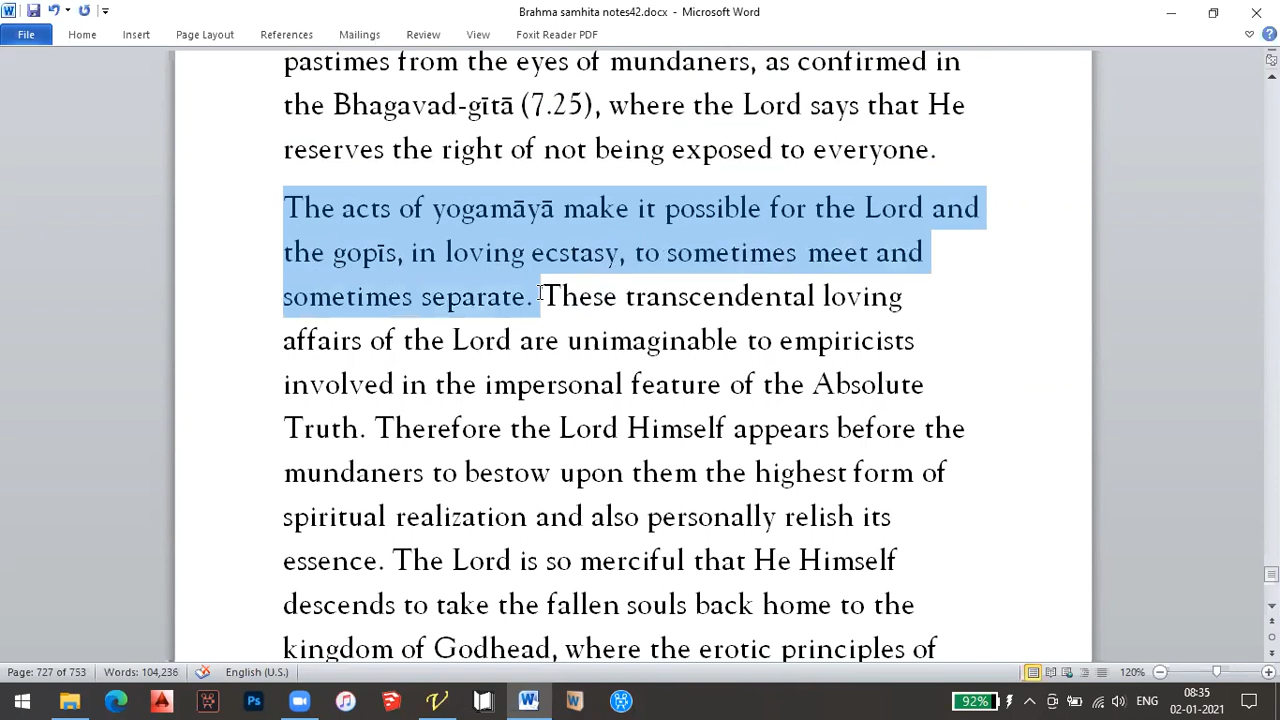 Brahma samhita notes42.docx - Microsoft Word
File Home Insert Page Layout References Mailings Review View Foxit Reader PDF
pastimes from the eyes of mundaners, as confirmed in
the Bhagavad-gītā (7.25), where the Lord says that He
reserves the right of not being exposed to everyone.
The acts of yogamāyā make it possible for the Lord and
the gopīs, in loving ecstasy, to sometimes meet and
sometimes separate. These transcendental loving
affairs of the Lord are unimaginable to empiricists
involved in the impersonal feature of the Absolute
Truth. Therefore the Lord Himself appears before the
mundaners to bestow upon them the highest form of
spiritual realization and also personally relish its
essence. The Lord is so merciful that He Himself
descends to take the fallen souls back home to the
kingdom of Godhead, where the erotic principles of
Page: 727 of 753 Words: 104,236 English (U.S.) 120%
92% ENG 08:35
02-01-2021